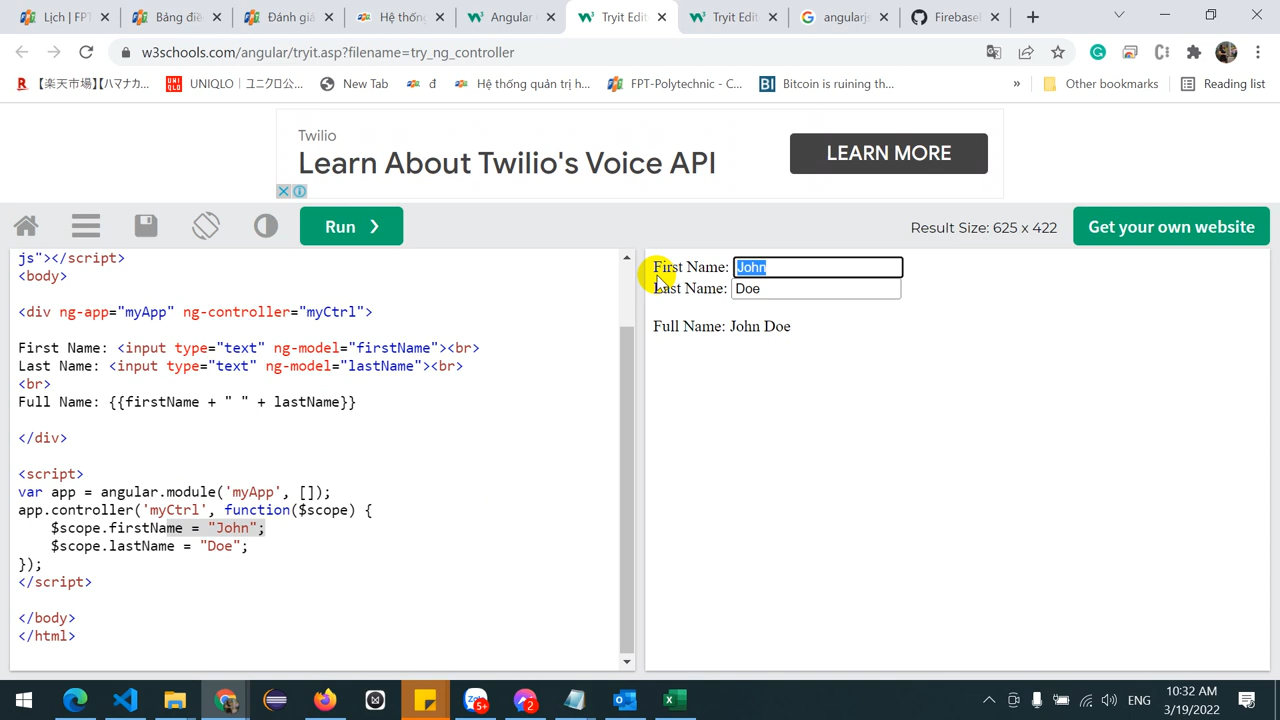 Lịch | FPT
Bảng điề
Đánh giá
Hệ thống
Angular
Tryit Edit
Tryit Edit
angularjs
Firebase
w3schools.com/angular/tryit.asp?filename=try_ng_controller
【楽天市場】【ハマナカ...
UNIQLO | ユニクロ公...
New Tab
đ
Hệ thống quản trị h...
FPT-Polytechnic - C...
Bitcoin is ruining th...
»
Other bookmarks
Reading list
Twilio
Learn About Twilio's Voice API
LEARN MORE
Run ❯
Result Size: 625 x 422
Get your own website
js"></script>
<body>
<div ng-app="myApp" ng-controller="myCtrl">
First Name: <input type="text" ng-model="firstName"><br>
Last Name: <input type="text" ng-model="lastName"><br>
<br>
Full Name: {{firstName + " " + lastName}}
</div>
<script>
var app = angular.module('myApp', []);
app.controller('myCtrl', function($scope) {
$scope.firstName = "John";
$scope.lastName = "Doe";
});
</script>
</body>
</html>
First Name: John
Last Name: Doe
Full Name: John Doe
5+
2
ENG
10:32 AM
3/19/2022